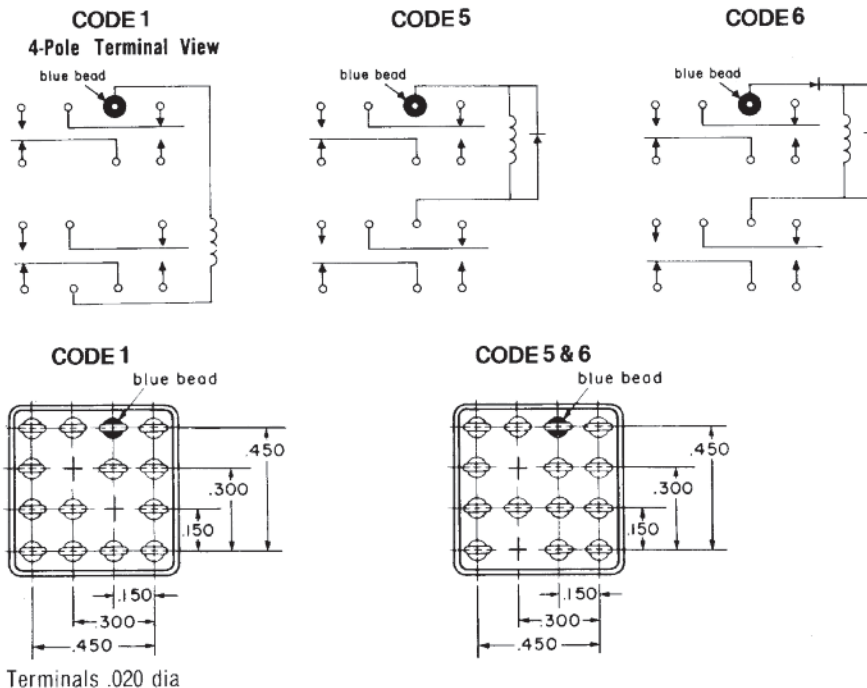 CODE 1
4-Pole Terminal View
blue bead
CODE 5
blue bead
CODE 6
blue bead
CODE 1
blue bead
.450
.300
.150
.150
.300
.450
CODE 5 & 6
blue bead
.450
.300
.150
.150
.300
.450
Terminals .020 dia